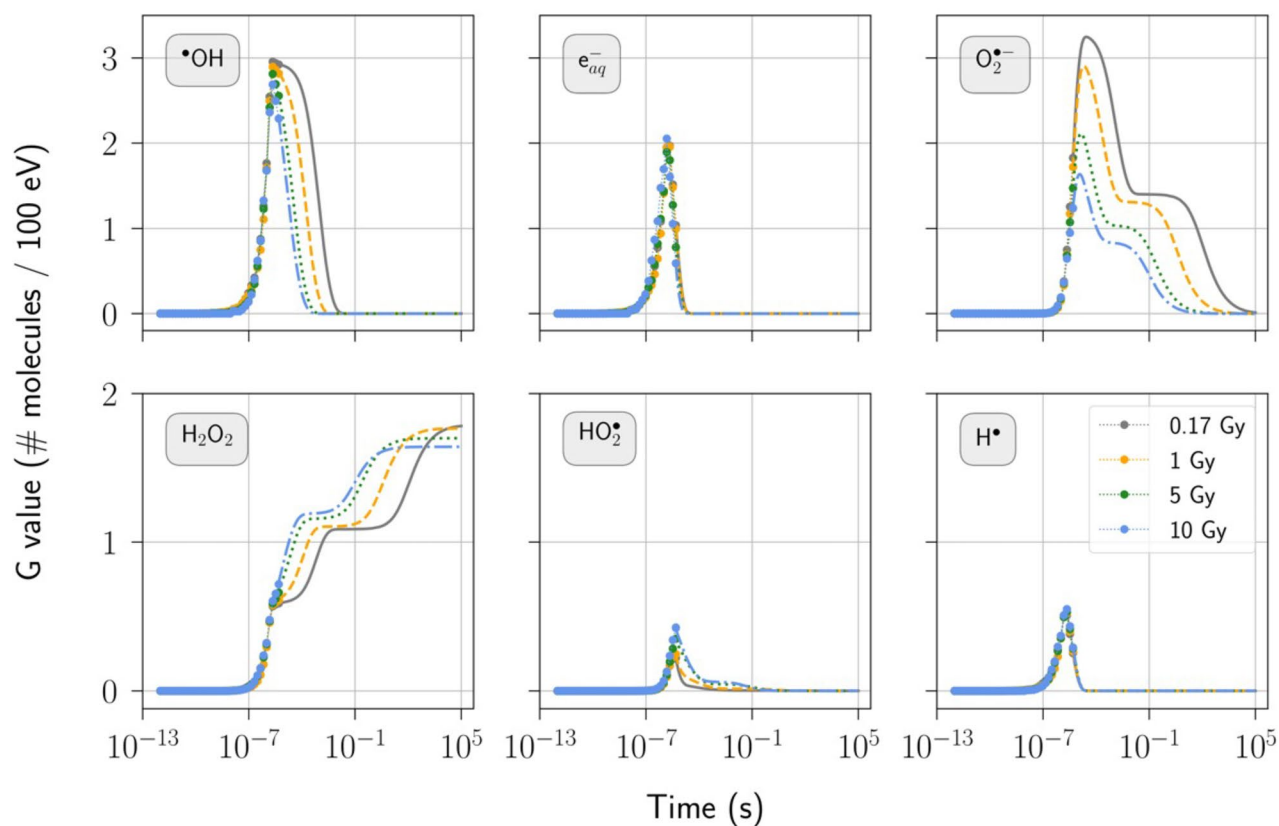 G value (# molecules / 100 eV)
•OH
e⁻aq
O₂•⁻
3
2
1
0
H₂O₂
HO₂•
H•
0.17 Gy
1 Gy
5 Gy
10 Gy
2
1
0
10⁻¹³ 10⁻⁷ 10⁻¹ 10⁵
10⁻¹³ 10⁻⁷ 10⁻¹ 10⁵
10⁻¹³ 10⁻⁷ 10⁻¹ 10⁵
Time (s)